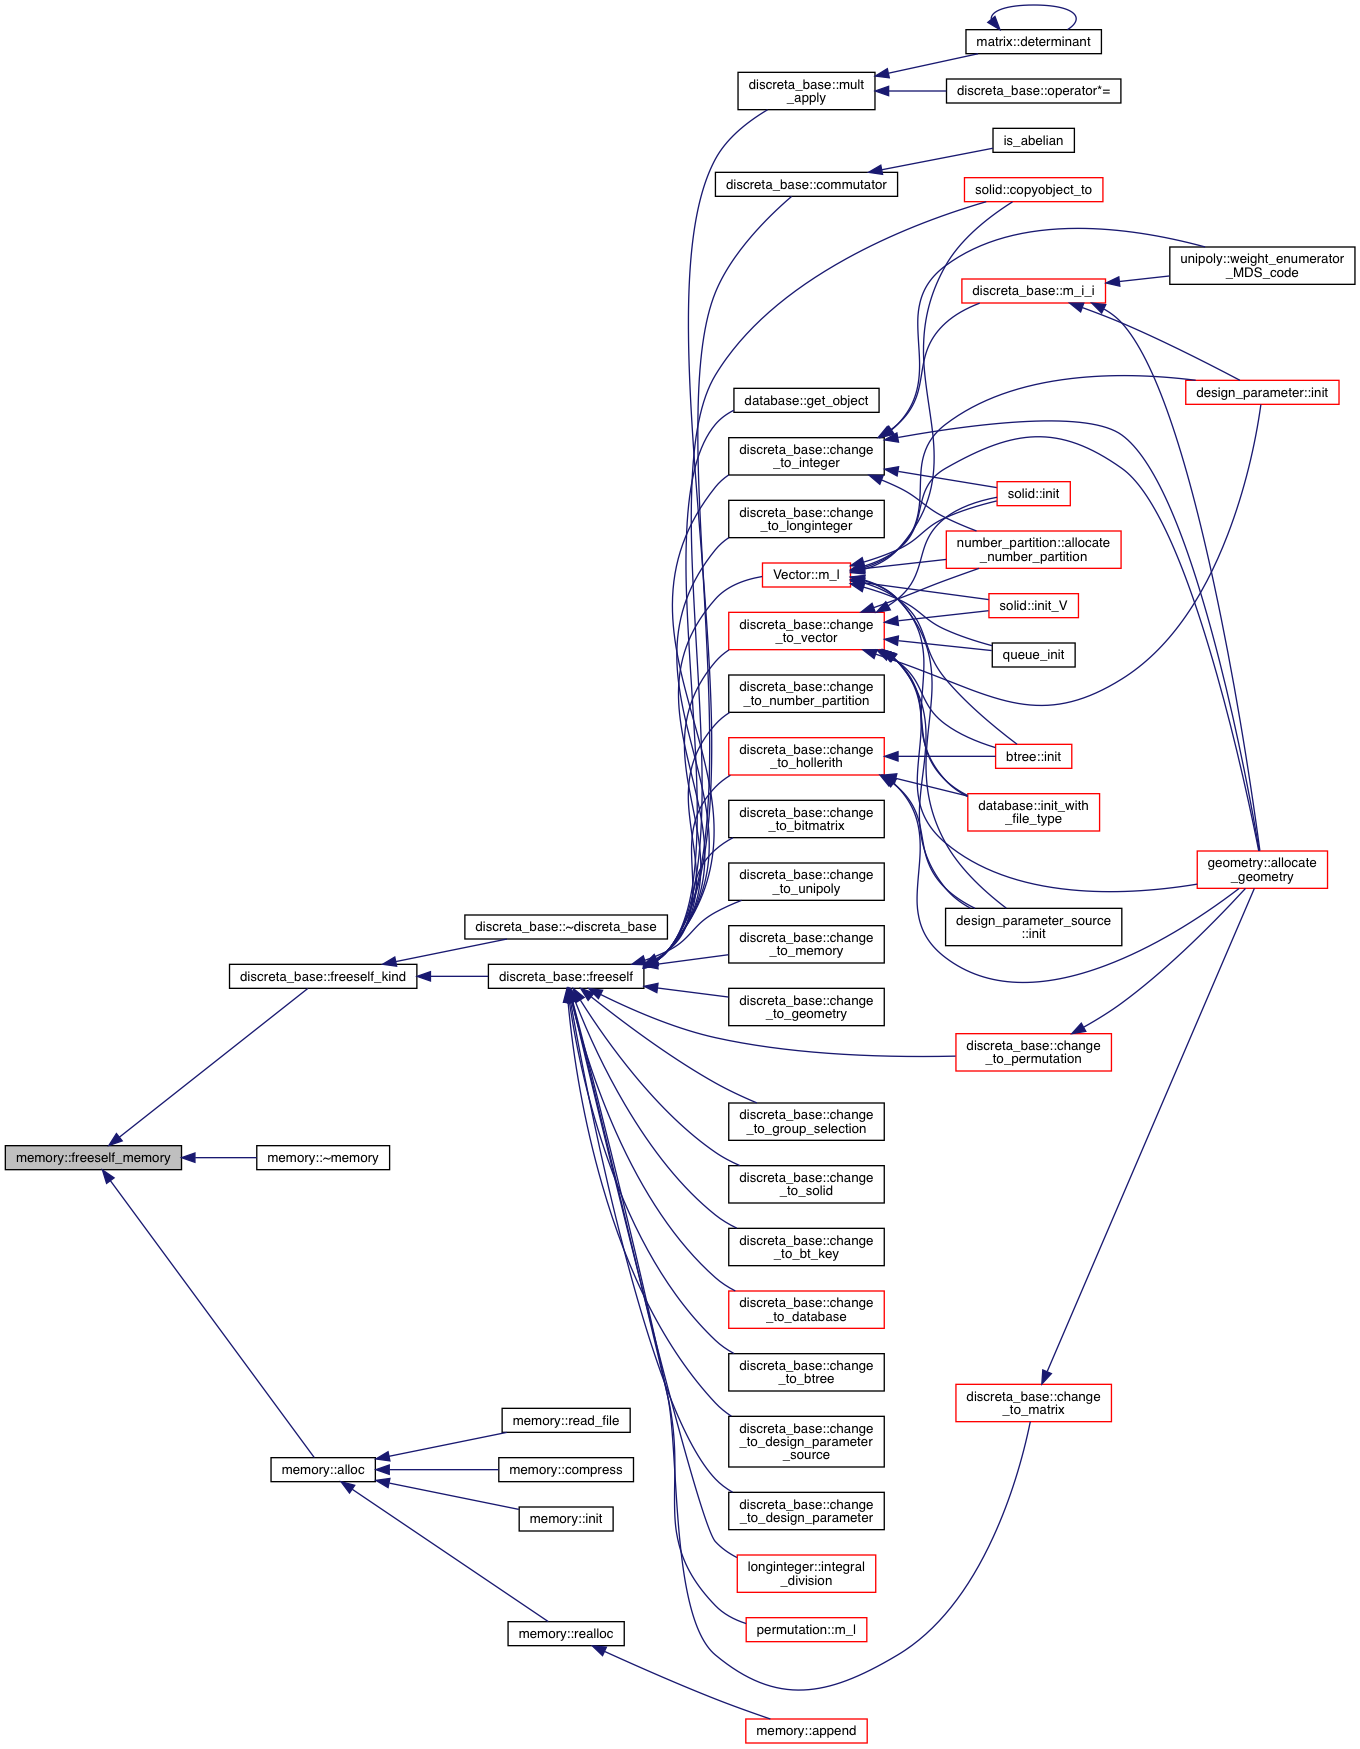 matrix::determinant
discreta_base::mult
_apply
discreta_base::operator*=
is_abelian
discreta_base::commutator
solid::copyobject_to
unipoly::weight_enumerator
_MDS_code
discreta_base::m_i_i
design_parameter::init
database::get_object
discreta_base::change
_to_integer
solid::init
discreta_base::change
_to_longinteger
number_partition::allocate
_number_partition
Vector::m_l
solid::init_V
discreta_base::change
_to_vector
queue_init
discreta_base::change
_to_number_partition
discreta_base::change
_to_hollerith
btree::init
database::init_with
_file_type
discreta_base::change
_to_bitmatrix
geometry::allocate
_geometry
discreta_base::change
_to_unipoly
design_parameter_source
::init
discreta_base::~discreta_base
discreta_base::change
_to_memory
discreta_base::freeself_kind
discreta_base::freeself
discreta_base::change
_to_geometry
discreta_base::change
_to_permutation
discreta_base::change
_to_group_selection
memory::freeself_memory
memory::~memory
discreta_base::change
_to_solid
discreta_base::change
_to_bt_key
discreta_base::change
_to_database
discreta_base::change
_to_btree
discreta_base::change
_to_matrix
memory::read_file
discreta_base::change
_to_design_parameter
_source
memory::alloc
memory::compress
memory::init
discreta_base::change
_to_design_parameter
longinteger::integral
_division
permutation::m_l
memory::realloc
memory::append